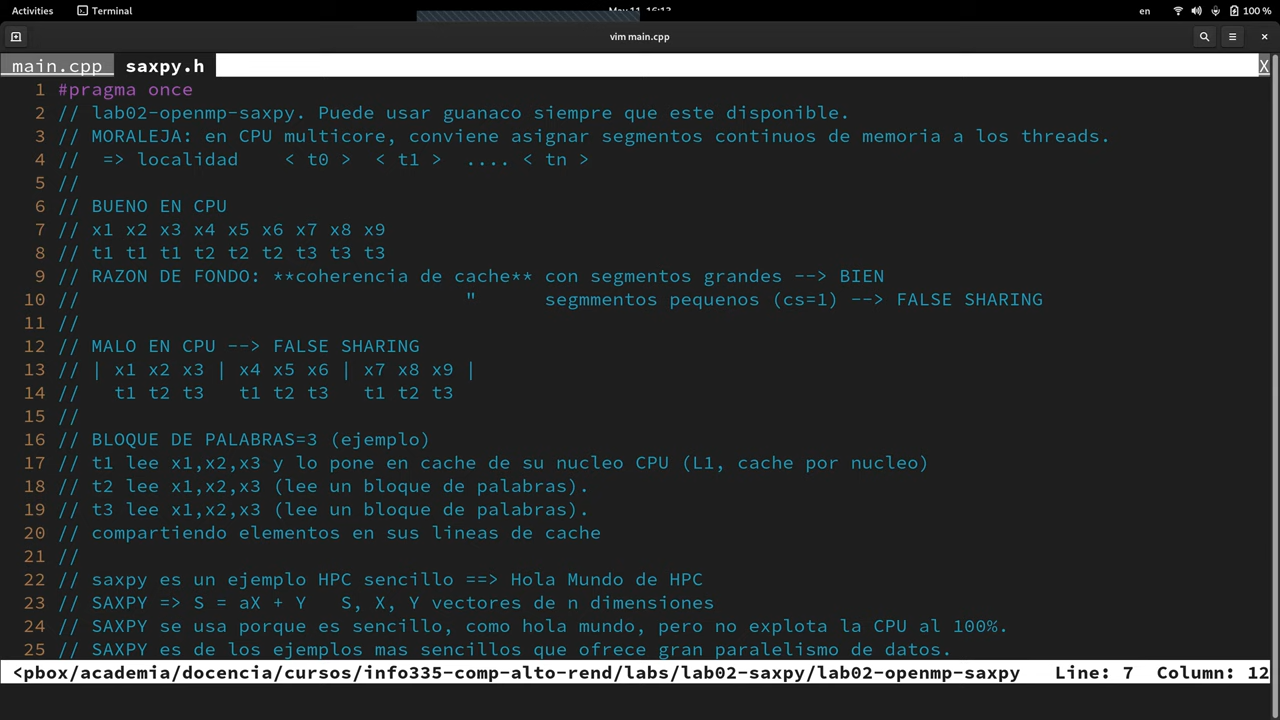 Activities Terminal en 100 %
vim main.cpp
main.cpp saxpy.h X
1 #pragma once
2 // lab02-openmp-saxpy. Puede usar guanaco siempre que este disponible.
3 // MORALEJA: en CPU multicore, conviene asignar segmentos continuos de memoria a los threads.
4 // => localidad < t0 > < t1 > .... < tn >
5 //
6 // BUENO EN CPU
7 // x1 x2 x3 x4 x5 x6 x7 x8 x9
8 // t1 t1 t1 t2 t2 t2 t3 t3 t3
9 // RAZON DE FONDO: **coherencia de cache** con segmentos grandes --> BIEN
10 // " segmmentos pequenos (cs=1) --> FALSE SHARING
11 //
12 // MALO EN CPU --> FALSE SHARING
13 // | x1 x2 x3 | x4 x5 x6 | x7 x8 x9 |
14 // t1 t2 t3 t1 t2 t3 t1 t2 t3
15 //
16 // BLOQUE DE PALABRAS=3 (ejemplo)
17 // t1 lee x1,x2,x3 y lo pone en cache de su nucleo CPU (L1, cache por nucleo)
18 // t2 lee x1,x2,x3 (lee un bloque de palabras).
19 // t3 lee x1,x2,x3 (lee un bloque de palabras).
20 // compartiendo elementos en sus lineas de cache
21 //
22 // saxpy es un ejemplo HPC sencillo ==> Hola Mundo de HPC
23 // SAXPY => S = aX + Y S, X, Y vectores de n dimensiones
24 // SAXPY se usa porque es sencillo, como hola mundo, pero no explota la CPU al 100%.
25 // SAXPY es de los ejemplos mas sencillos que ofrece gran paralelismo de datos.
<pbox/academia/docencia/cursos/info335-comp-alto-rend/labs/lab02-saxpy/lab02-openmp-saxpy Line: 7 Column: 12